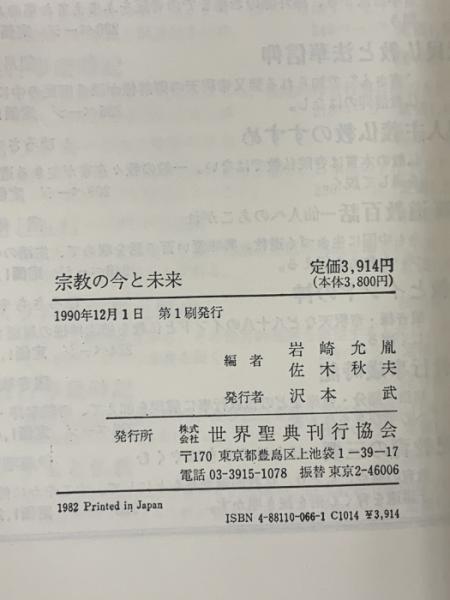 宗教の今と未来
定価3,914円
(本体3,800円)
1990年12月1日 第1刷発行
編者 岩崎允胤
佐木秋夫
発行者 沢本武
発行所 株式会社 世界聖典刊行協会
〒170 東京都豊島区上池袋1-39-17
電話 03-3915-1078 振替 東京2-46006
1982 Printed in Japan
ISBN 4-88110-066-1 C1014 ¥3,914